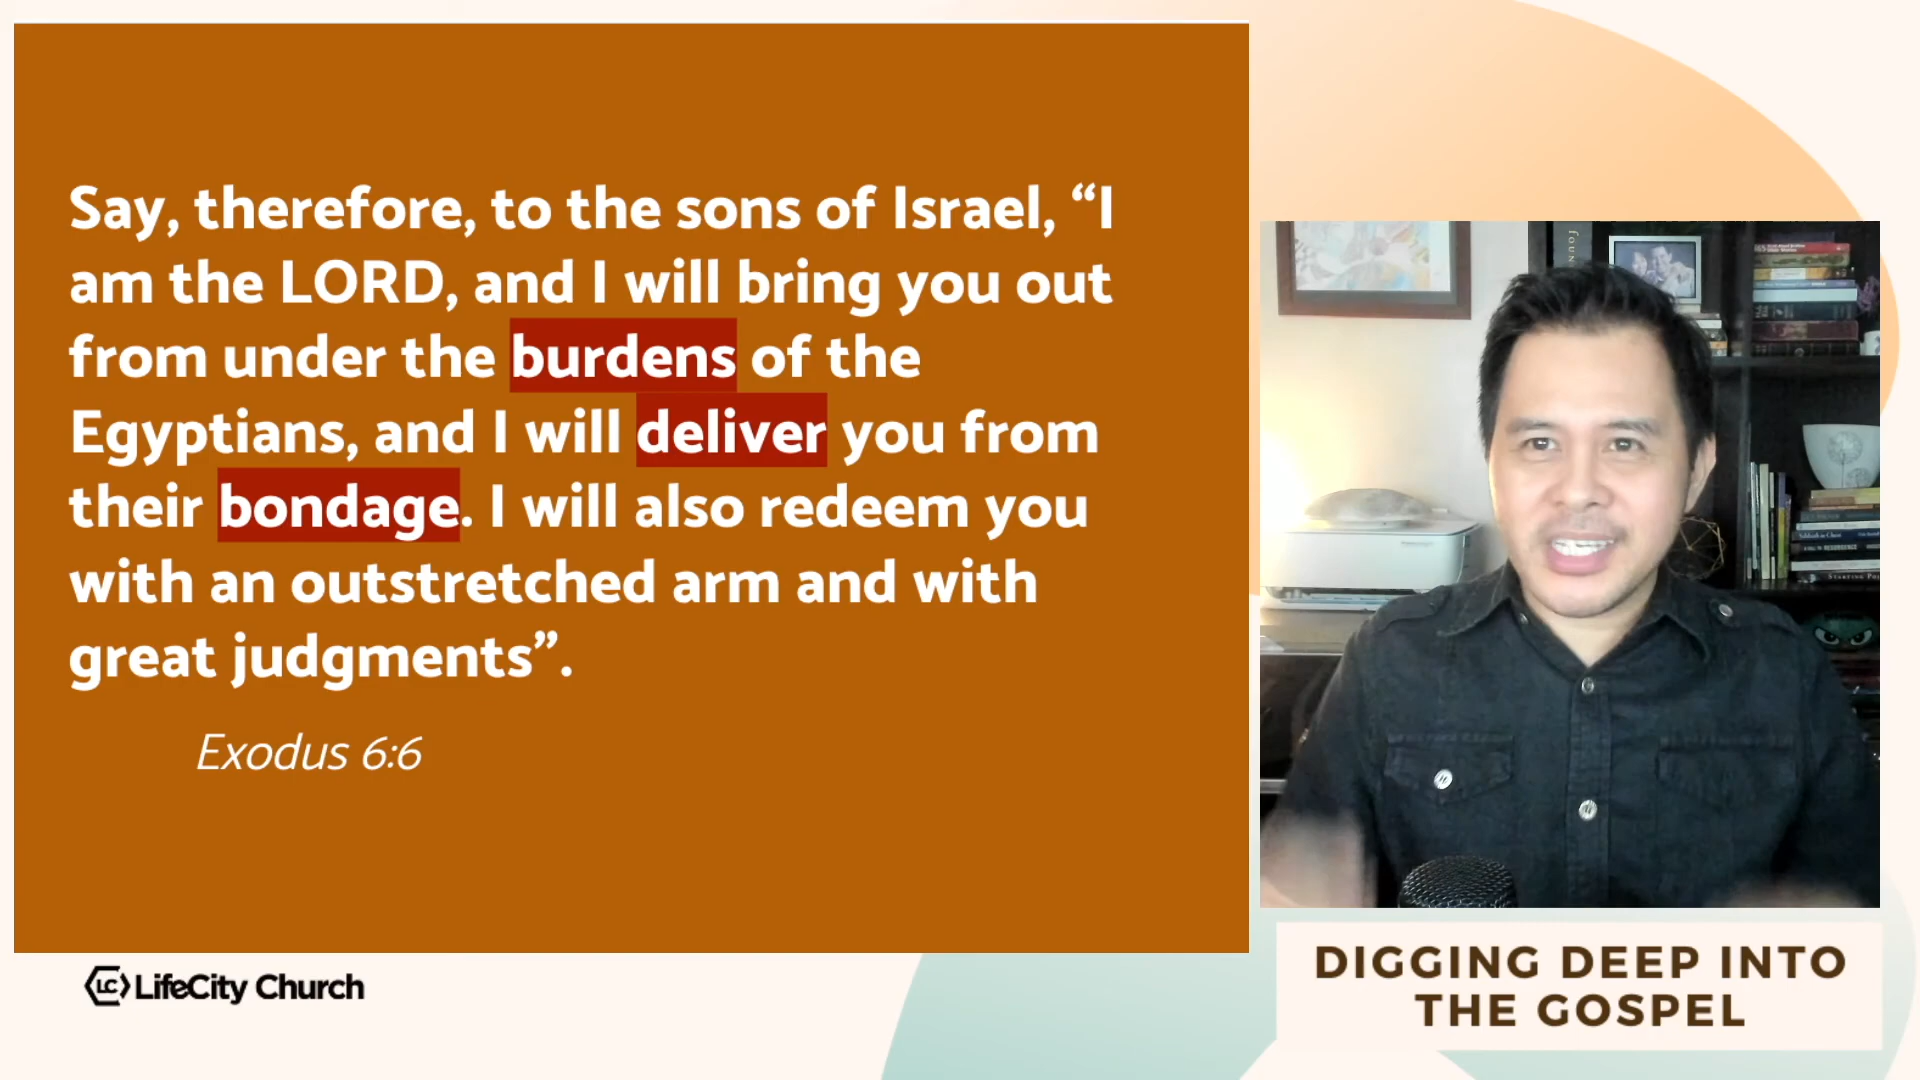 Say, therefore, to the sons of Israel, “I
am the LORD, and I will bring you out
from under the burdens of the
Egyptians, and I will deliver you from
their bondage. I will also redeem you
with an outstretched arm and with
great judgments”.
Exodus 6:6
LC LifeCity Church
DIGGING DEEP INTO
THE GOSPEL